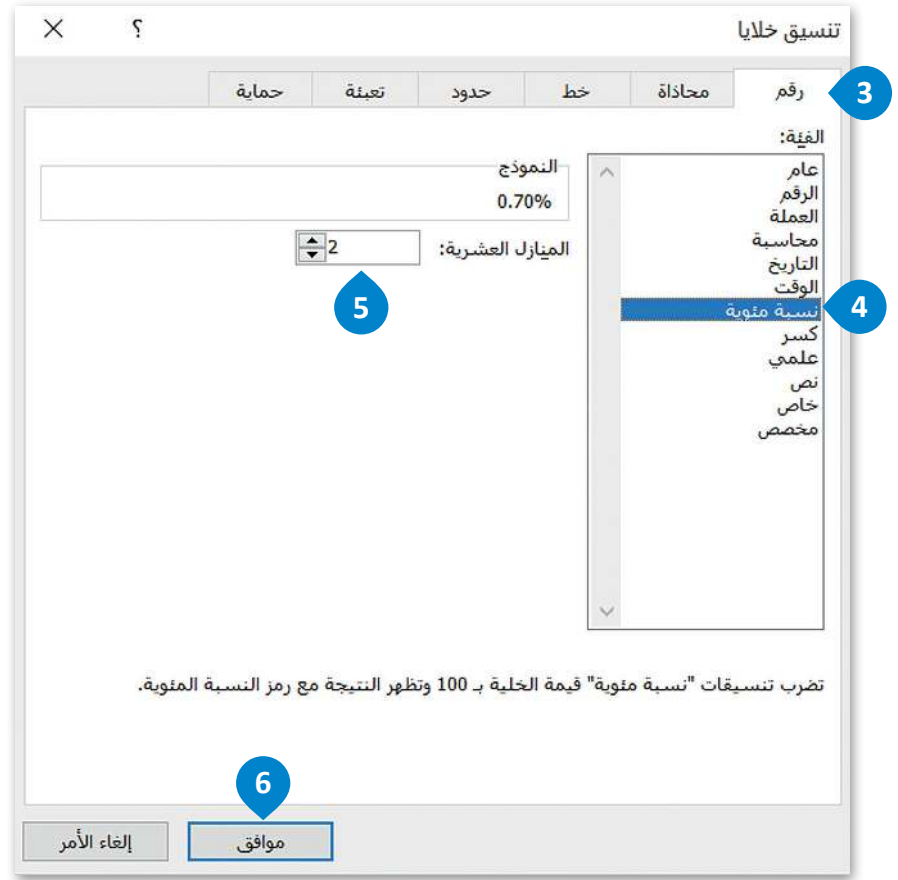 تنسيق خلايا ؟ ×
رقم محاذاة خط حدود تعبئة حماية
3
الفئة:
عام
الرقم
العملة
محاسبة
التاريخ
الوقت
نسبة مئوية
كسر
علمي
نص
خاص
مخصص
4
النموذج
0.70%
المنازل العشرية: 2
5
تضرب تنسيقات "نسبة مئوية" قيمة الخلية بـ 100 وتظهر النتيجة مع رمز النسبة المئوية.
6
موافق إلغاء الأمر